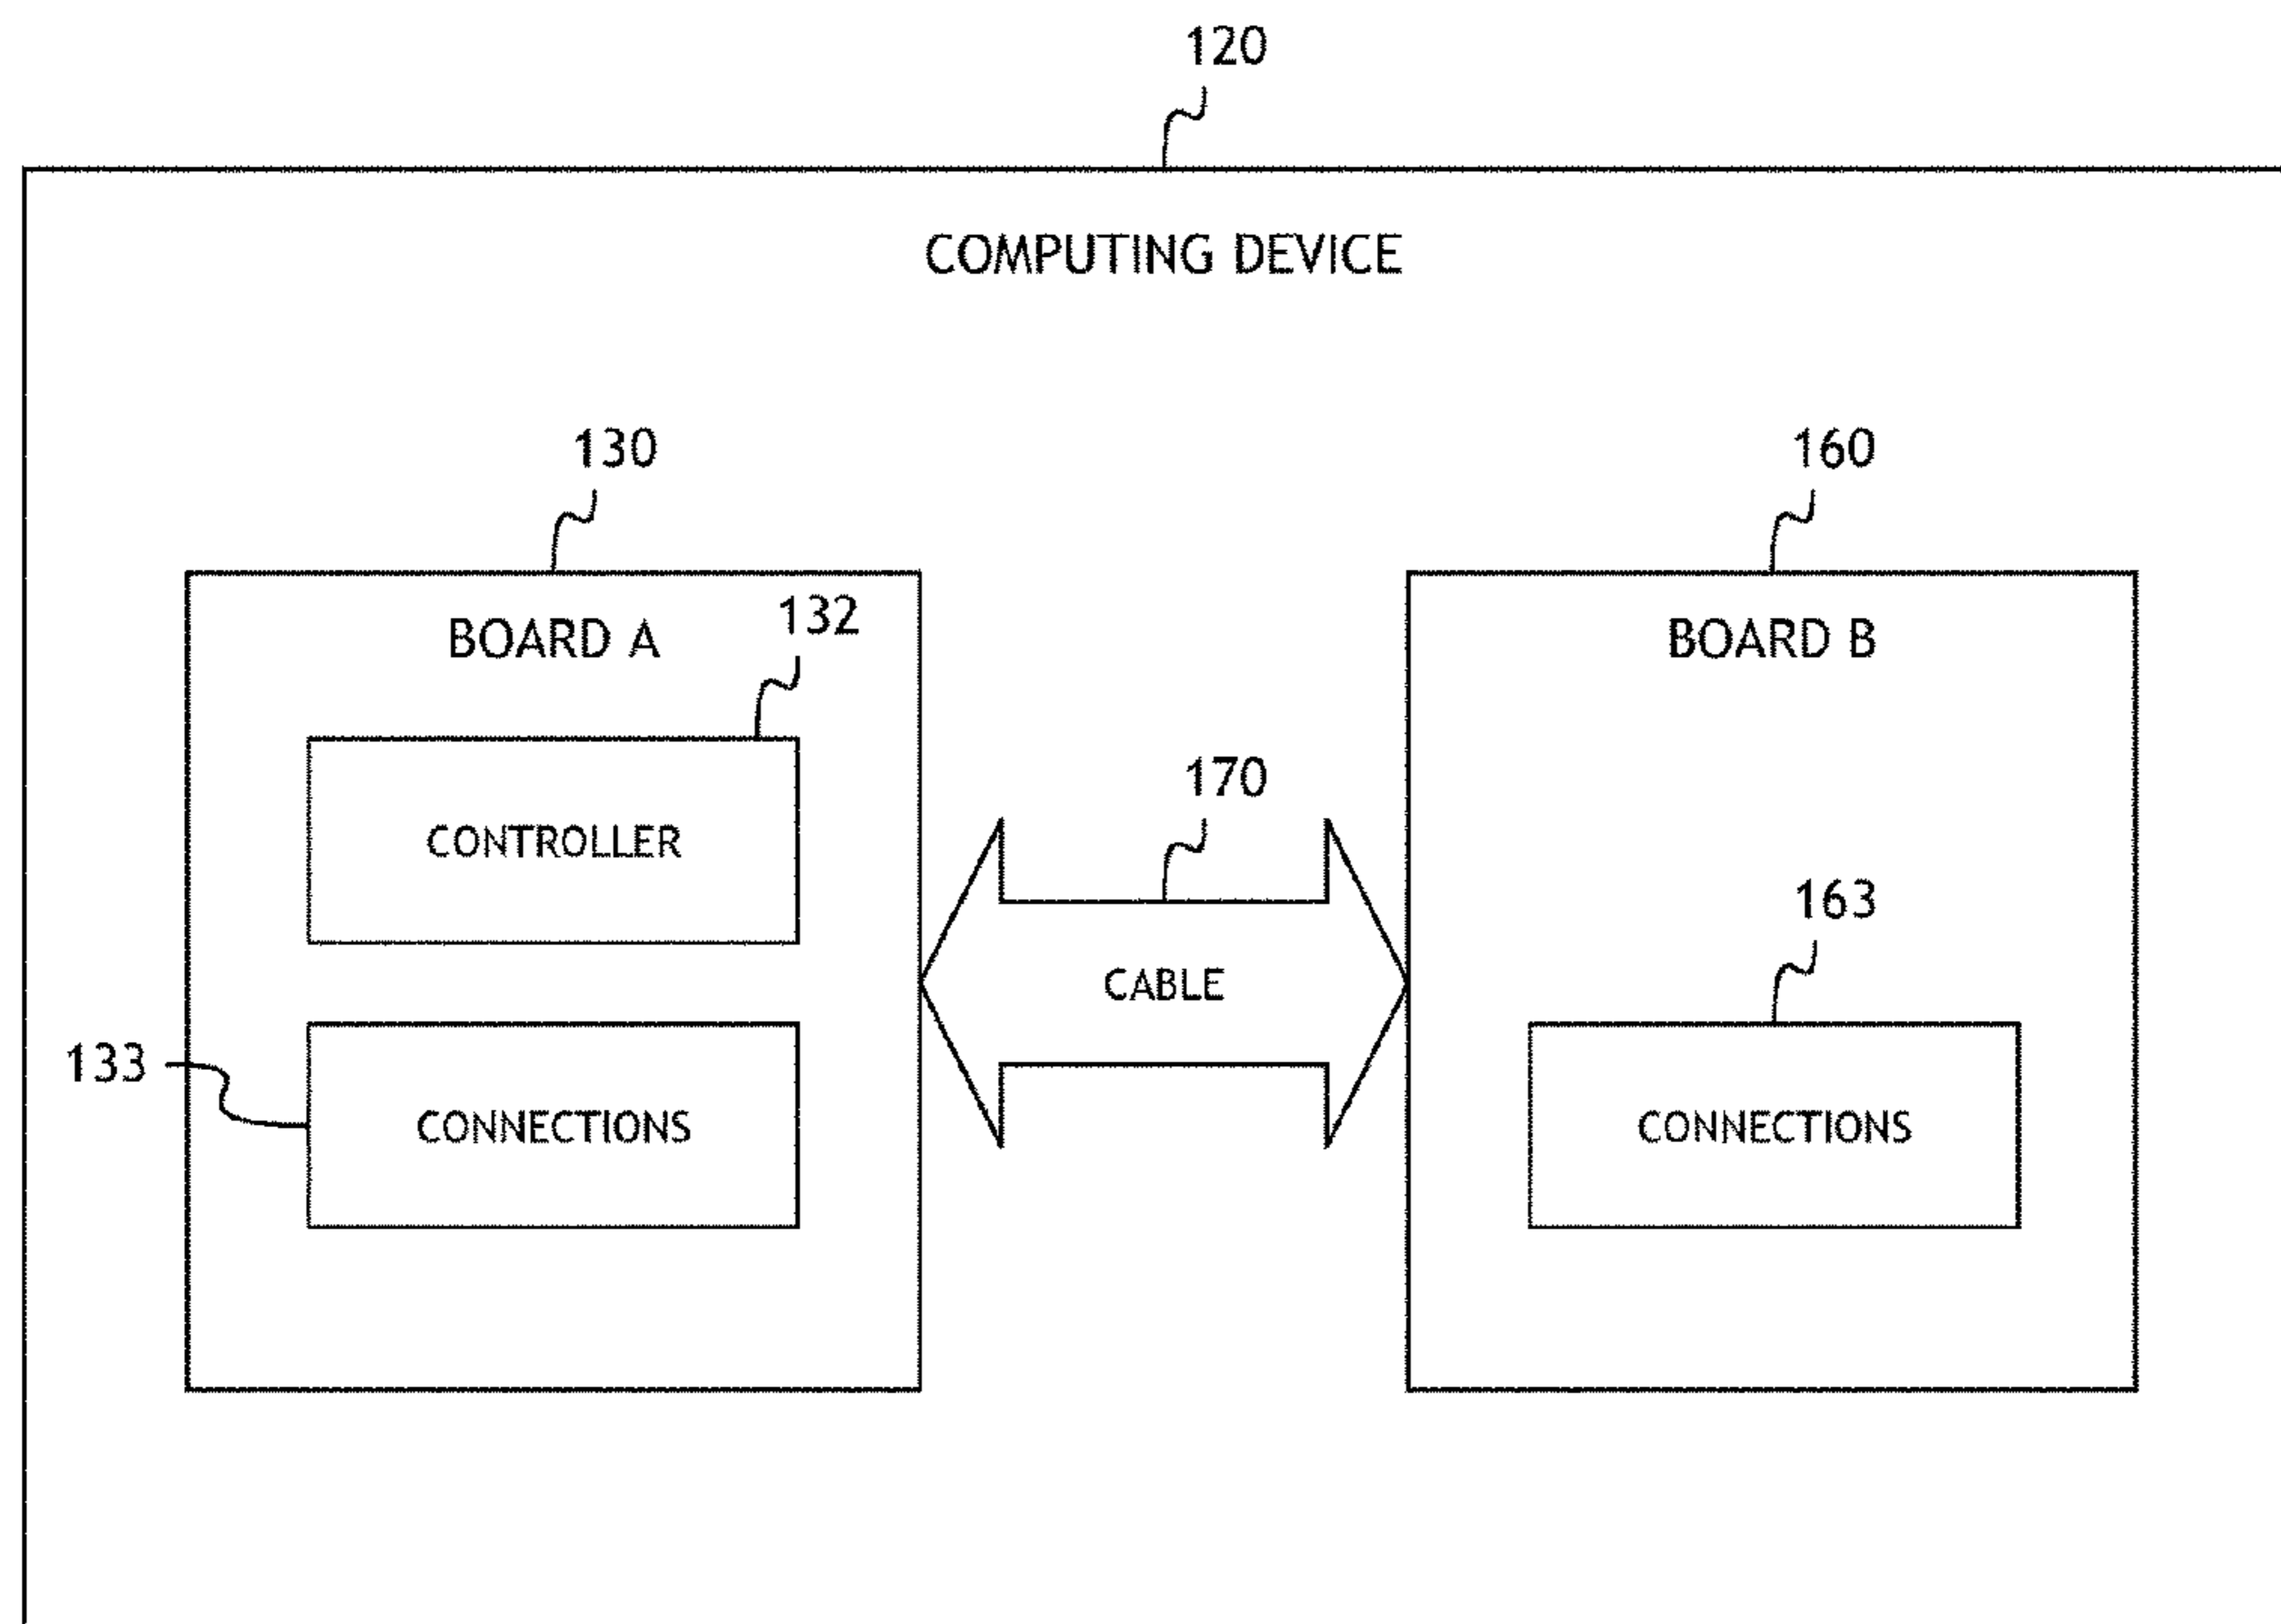 120
COMPUTING DEVICE
130
160
BOARD A
132
BOARD B
170
CONTROLLER
163
CABLE
133
CONNECTIONS
CONNECTIONS